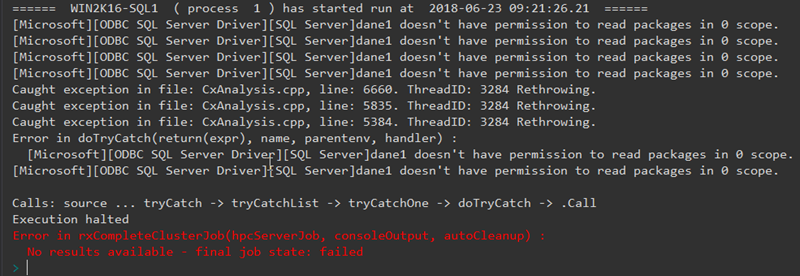 ====== WIN2K16-SQL1 ( process 1 ) has started run at 2018-06-23 09:21:26.21 ======
[Microsoft][ODBC SQL Server Driver][SQL Server]dane1 doesn't have permission to read packages in 0 scope.
[Microsoft][ODBC SQL Server Driver][SQL Server]dane1 doesn't have permission to read packages in 0 scope.
[Microsoft][ODBC SQL Server Driver][SQL Server]dane1 doesn't have permission to read packages in 0 scope.
[Microsoft][ODBC SQL Server Driver][SQL Server]dane1 doesn't have permission to read packages in 0 scope.
Caught exception in file: CxAnalysis.cpp, line: 6660. ThreadID: 3284 Rethrowing.
Caught exception in file: CxAnalysis.cpp, line: 5835. ThreadID: 3284 Rethrowing.
Caught exception in file: CxAnalysis.cpp, line: 5384. ThreadID: 3284 Rethrowing.
Error in doTryCatch(return(expr), name, parentenv, handler) :
[Microsoft][ODBC SQL Server Driver][SQL Server]dane1 doesn't have permission to read packages in 0 scope.
[Microsoft][ODBC SQL Server Driver][SQL Server]dane1 doesn't have permission to read packages in 0 scope.
Calls: source ... tryCatch -> tryCatchList -> tryCatchOne -> doTryCatch -> .Call
Execution halted
Error in rxCompleteClusterJob(hpcServerJob, consoleOutput, autoCleanup) :
No results available - final job state: failed
>